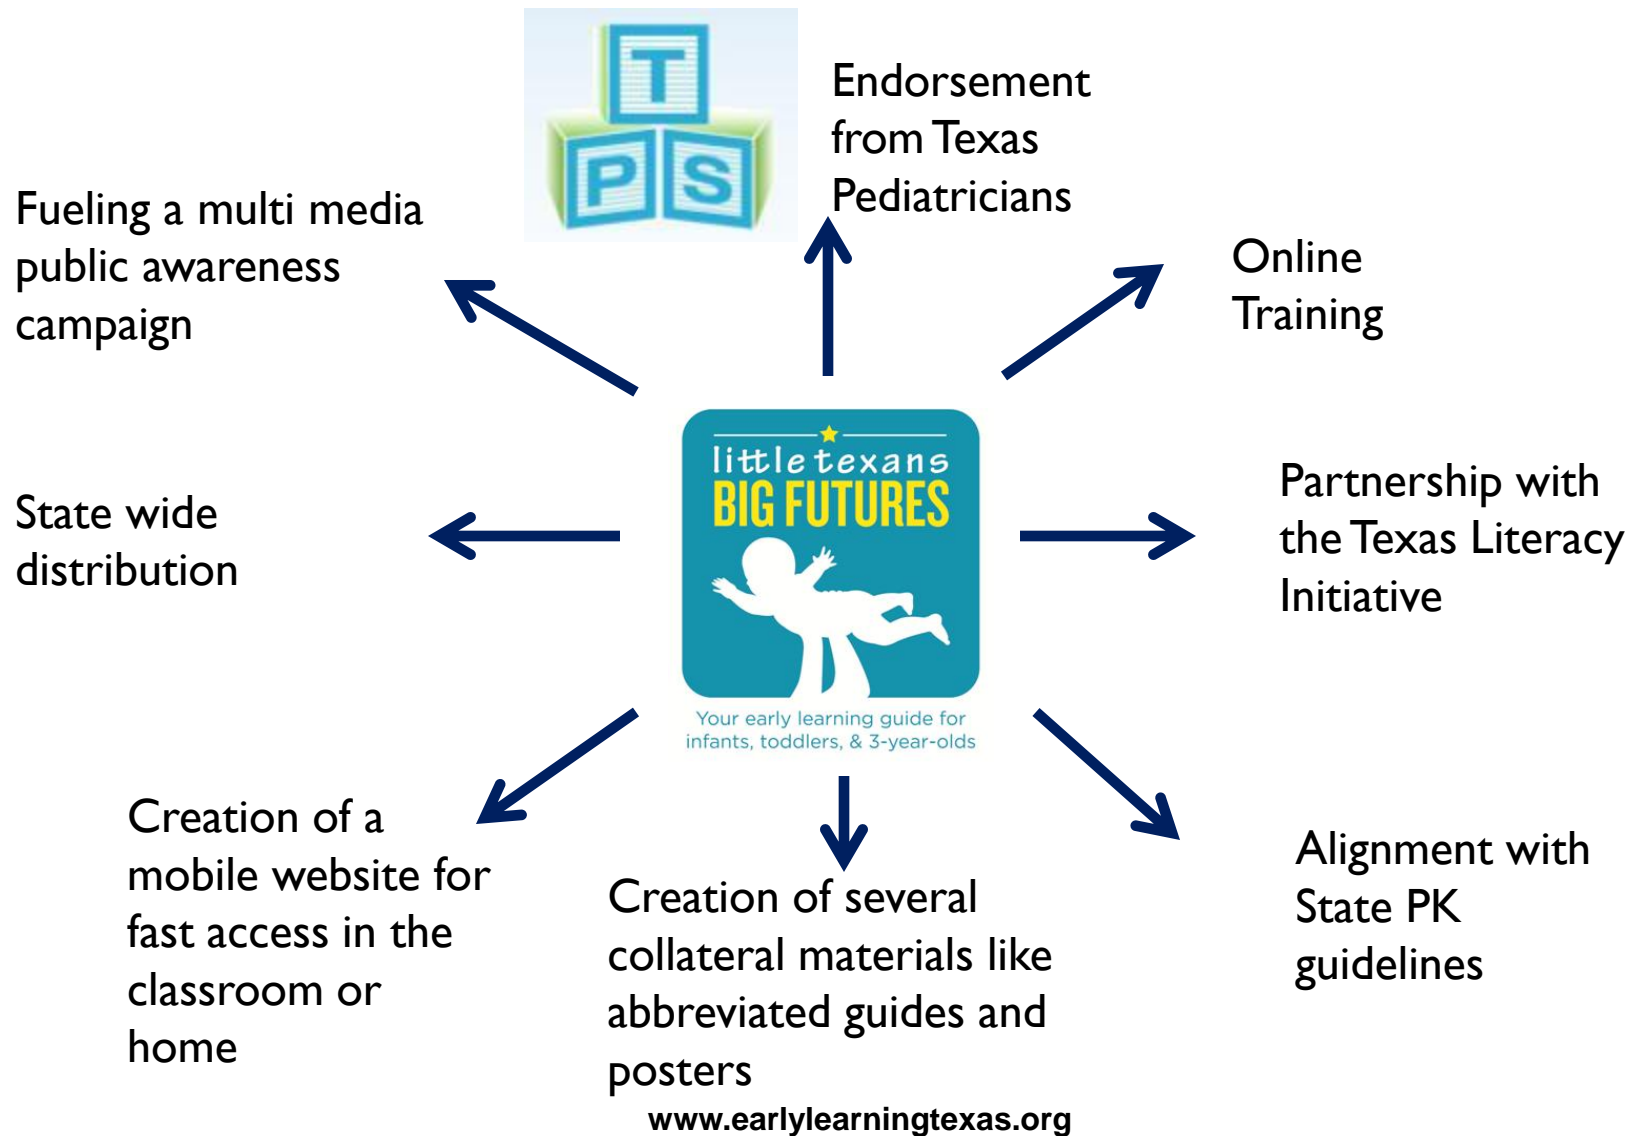 T
P S
Endorsement
from Texas
Pediatricians
Fueling a multi media
public awareness
campaign
Online
Training
little texans
BIG FUTURES
Your early learning guide for
infants, toddlers, & 3-year-olds
State wide
distribution
Partnership with
the Texas Literacy
Initiative
Creation of a
mobile website for
fast access in the
classroom or
home
Creation of several
collateral materials like
abbreviated guides and
posters
Alignment with
State PK
guidelines
www.earlylearningtexas.org